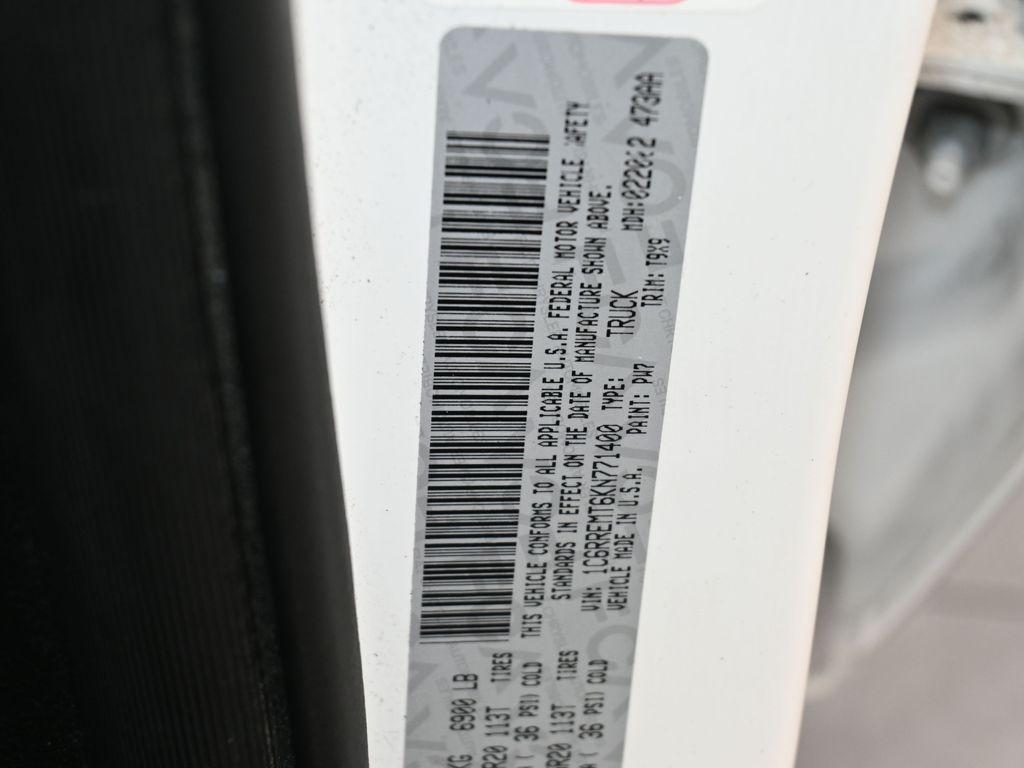 KG 6900 LB
R20 113T TIRES
( 36 PSI) COLD
R20 113T TIRES
( 36 PSI) COLD
THIS VEHICLE CONFORMS TO ALL APPLICABLE U.S.A. FEDERAL MOTOR VEHICLE SAFETY
STANDARDS IN EFFECT ON THE DATE OF MANUFACTURE SHOWN ABOVE.
VIN: 1C6RREMT6KN771400 TYPE: TRUCK MDH: 473AA
VEHICLE MADE IN U.S.A. PAINT: PW7 TRIM: T9X9